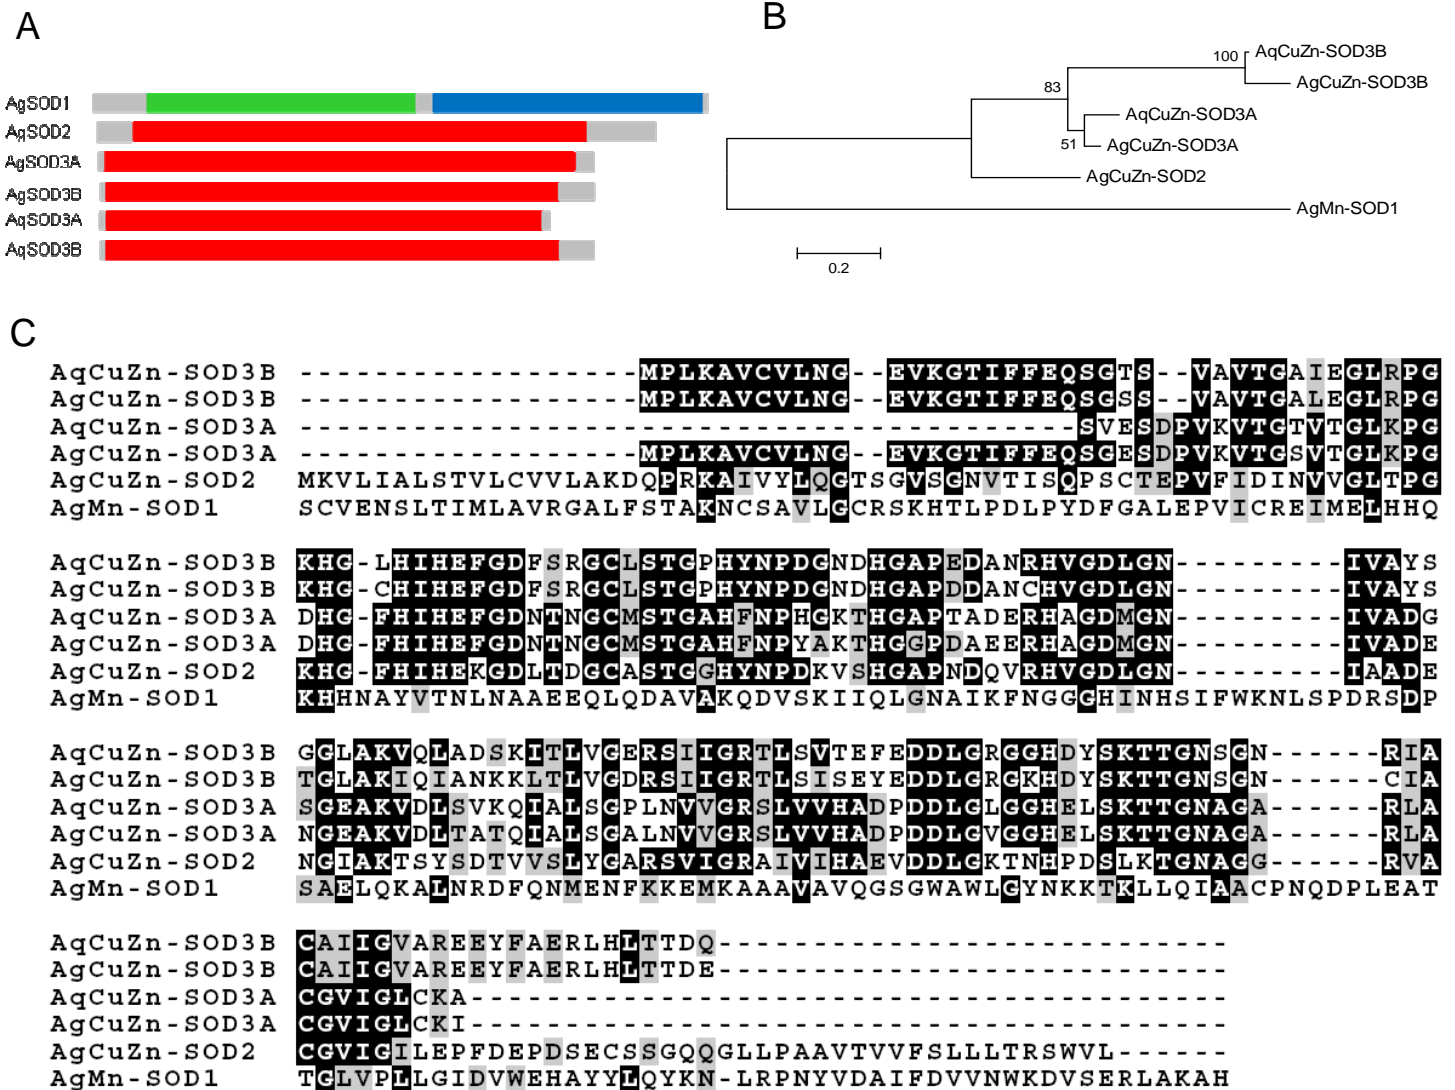 A
AgSOD1
AgSOD2
AgSOD3A
AgSOD3B
AqSOD3A
AqSOD3B
B
AqCuZn-SOD3B
100
AgCuZn-SOD3B
83
AqCuZn-SOD3A
51
AgCuZn-SOD3A
AgCuZn-SOD2
AgMn-SOD1
0.2
C
AqCuZn-SOD3B ------------------MPLKAVCVLNG--EVKGTIFFEQSGTS--VAVTGAIEGLRPG
AgCuZn-SOD3B ------------------MPLKAVCVLNG--EVKGTIFFEQSGSS--VAVTGALEGLRPG
AqCuZn-SOD3A -----------------------------------------SVESDPVKVTGTVTGLKPG
AgCuZn-SOD3A ------------------MPLKAVCVLNG--EVKGTIFFEQSGESDPVKVTGSVTGLKPG
AgCuZn-SOD2 MKVLIALSTVLCVVLAKDQPRKAIVYLQGTSGVSGNVTISQPSCTEPVFIDINVVGLTPG
AgMn-SOD1 SCVENSLTIMLAVRGALFSTAKNCSAVLGCRSKHTLPDLPYDFGALEPVICREIMELHHQ
AqCuZn-SOD3B KHG-LHIHEFGDFSRGCLSTGPHYNPDGNDHGAPEDANRHVGDLGN---------IVAYS
AgCuZn-SOD3B KHG-CHIHEFGDFSRGCLSTGPHYNPDGNDHGAPDDANCHVGDLGN---------IVAYS
AqCuZn-SOD3A DHG-FHIHEFGDNTNGCMSTGAHFNPHGKTHGAPTADERHAGDMGN---------IVADG
AgCuZn-SOD3A DHG-FHIHEFGDNTNGCMSTGAHFNPYAKTHGGPDAEERHAGDMGN---------IVADE
AgCuZn-SOD2 KHG-FHIHEKGDLTDGCASTGGHYNPDKVSHGAPNDQVRHVGDLGN---------IAADE
AgMn-SOD1 KHHNAYVTNLNAAEEQLQDAVAKQDVSKIIQLGNAIKFNGGGHINHSIFWKNLSPDRSDP
AqCuZn-SOD3B GGLAKVQLADSKITLVGERSIIGRTLSVTEFEDDLGRGGHDYSKTTGNSGN------RIA
AgCuZn-SOD3B TGLAKIQIANKKLTLVGDRSIIGRTLSISEYEDDLGRGKHDYSKTTGNSGN------CIA
AqCuZn-SOD3A SGEAKVDLSVKQIALSGPLNVVGRSLVVHADPDDLGLGGHELSKTTGNAGA------RLA
AgCuZn-SOD3A NGEAKVDLTATQIALSGALNVVGRSLVVHADPDDLGVGGHELSKTTGNAGA------RLA
AgCuZn-SOD2 NGIAKTSYSDTVVSLYGARSVIGRAIVIHAEVDDLGKTNHPDSLKTGNAGG------RVA
AgMn-SOD1 SAELQKALNRDFQNMENFKKEMKAAAVAVQGSGWAWLGYNKKTKLLQIAACPNQDPLEAT
AqCuZn-SOD3B CAIIGVAREEYFAERLHLTTDQ---------------------------
AgCuZn-SOD3B CAIIGVAREEYFAERLHLTTDE---------------------------
AqCuZn-SOD3A CGVIGLCKA----------------------------------------
AgCuZn-SOD3A CGVIGLCKI----------------------------------------
AgCuZn-SOD2 CGVIGILEPFDEPDSECSSGQQGLLPAAVTVVFSLLLTRSWVL------
AgMn-SOD1 TGLVPLLGIDVWEHAYYLQYKN-LRPNYVDAIFDVVNWKDVSERLAKAH